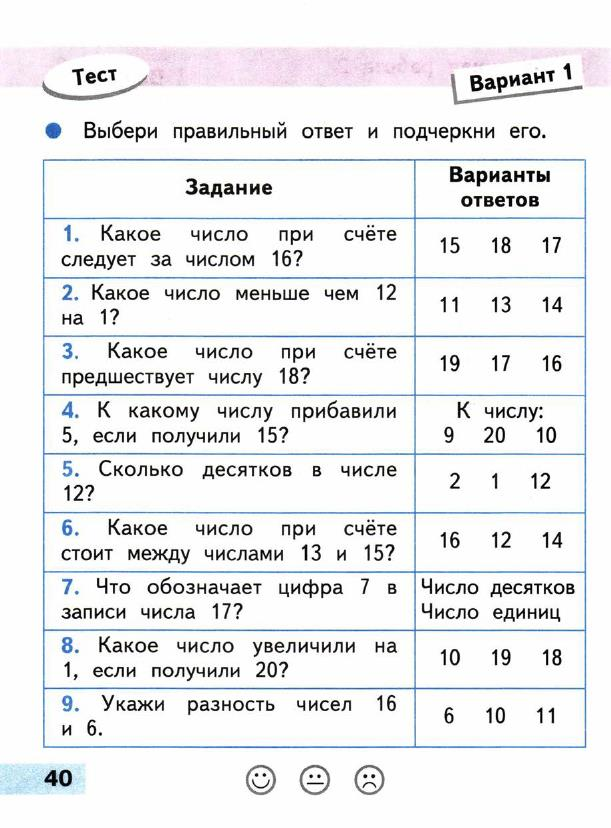 Тест
Вариант 1
Выбери правильный ответ и подчеркни его.
Задание
Варианты
ответов
1. Какое число при счёте
следует за числом 16?
15 18 17
2. Какое число меньше чем 12
на 1?
11 13 14
3. Какое число при счёте
предшествует числу 18?
19 17 16
4. К какому числу прибавили
5, если получили 15?
К числу:
9 20 10
5. Сколько десятков в числе
12?
2 1 12
6. Какое число при счёте
стоит между числами 13 и 15?
16 12 14
7. Что обозначает цифра 7 в
записи числа 17?
Число десятков
Число единиц
8. Какое число увеличили на
1, если получили 20?
10 19 18
9. Укажи разность чисел 16
и 6.
6 10 11
40